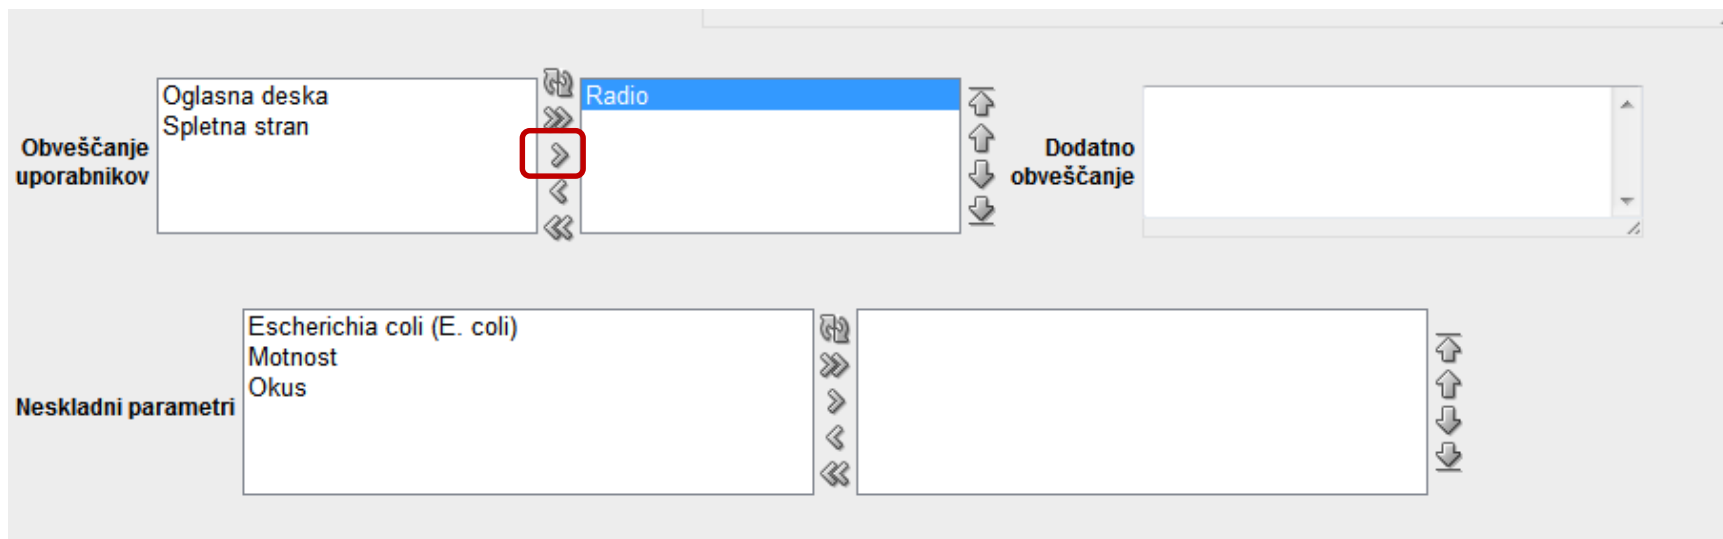 Oglasna deska
Spletna stran
Obveščanje
uporabnikov
Radio
Dodatno
obveščanje
Escherichia coli (E. coli)
Motnost
Okus
Neskladni parametri